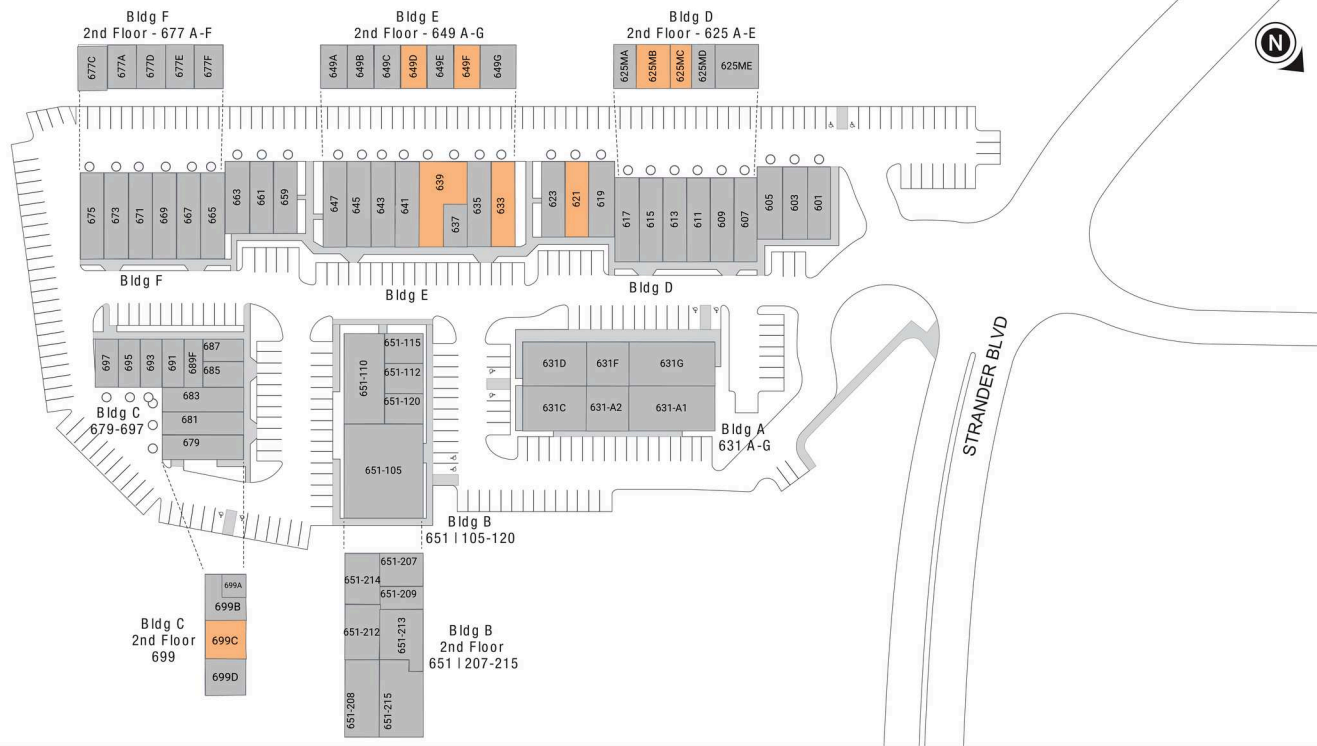 Bldg F
2nd Floor - 677 A-F
Bldg E
2nd Floor - 649 A-G
Bldg D
2nd Floor - 625 A-E
N
677C
677A
677D
677E
677F
649A
649B
649C
649D
649E
649F
649G
625MA
625MB
625MC
625MD
625ME
675
673
671
669
667
665
663
661
659
647
645
643
641
639
637
635
633
623
621
619
617
615
613
611
609
607
605
603
601
Bldg F
Bldg E
Bldg D
697
695
693
691
689F
687
685
683
681
679
Bldg C
679-697
651-110
651-115
651-112
651-120
651-105
631D
631F
631G
631C
631-A2
631-A1
Bldg A
631 A-G
STRANDER BLVD
Bldg B
651 | 105-120
699A
699B
699C
699D
Bldg C
2nd Floor
699
651-207
651-214
651-209
651-212
651-213
651-208
651-215
Bldg B
2nd Floor
651 | 207-215